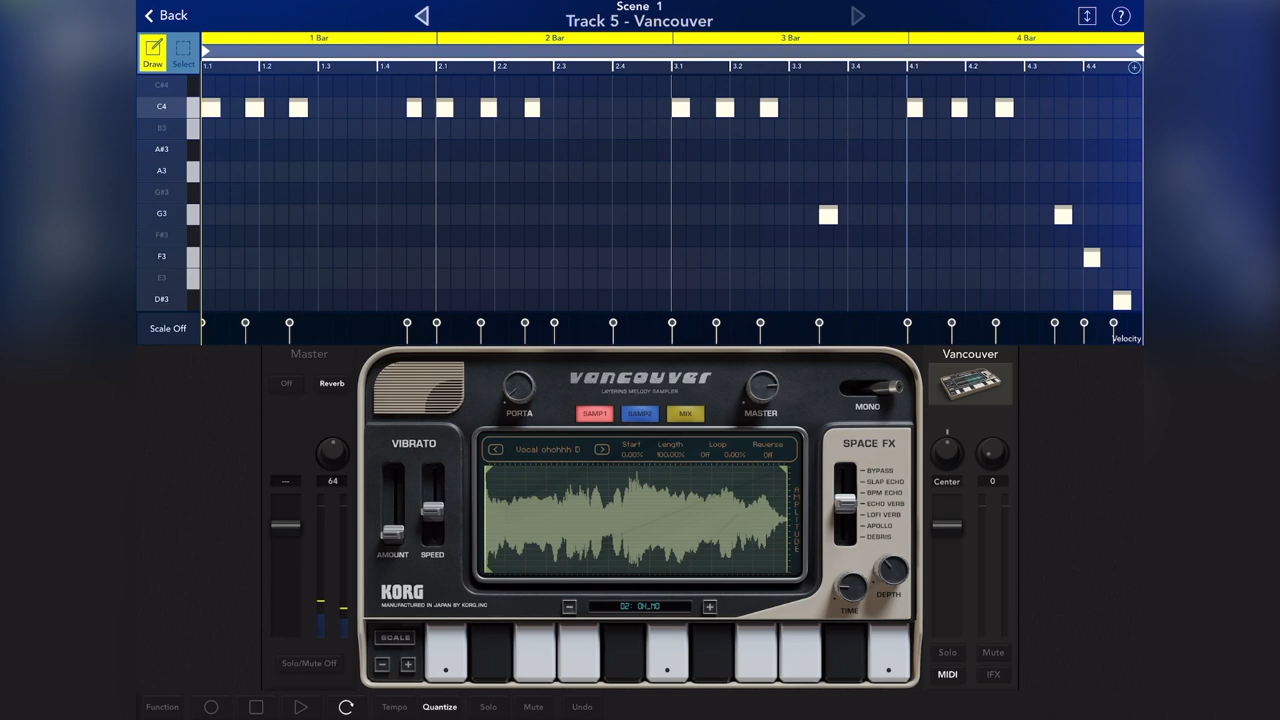 Back
Scene 1
Track 5 - Vancouver
?
Draw
Select
1 Bar
2 Bar
3 Bar
4 Bar
1.1
1.2
1.3
1.4
2.1
2.2
2.3
2.4
3.1
3.2
3.3
3.4
4.1
4.2
4.3
4.4
C#4
C4
B3
A#3
A3
G#3
G3
F#3
F3
E3
D#3
Scale Off
Velocity
Master
Off
Reverb
---
64
Solo/Mute Off
vancouver
LAYERING MELODY SAMPLER
PORTA
SAMP1
SAMP2
MIX
MASTER
MONO
VIBRATO
AMOUNT
SPEED
Vocal ohohhh D
Start
0.00%
Length
100.00%
Loop
Off
0.00%
Reverse
Off
AMPLITUDE
SPACE FX
BYPASS
SLAP ECHO
BPM ECHO
ECHO VERB
LOFI VERB
APOLLO
DEBRIS
TIME
DEPTH
KORG
MANUFACTURED IN JAPAN BY KORG.INC
02: OH_NO
SCALE
Vancouver
Center
0
Solo
Mute
MIDI
IFX
Function
Tempo
Quantize
Solo
Mute
Undo